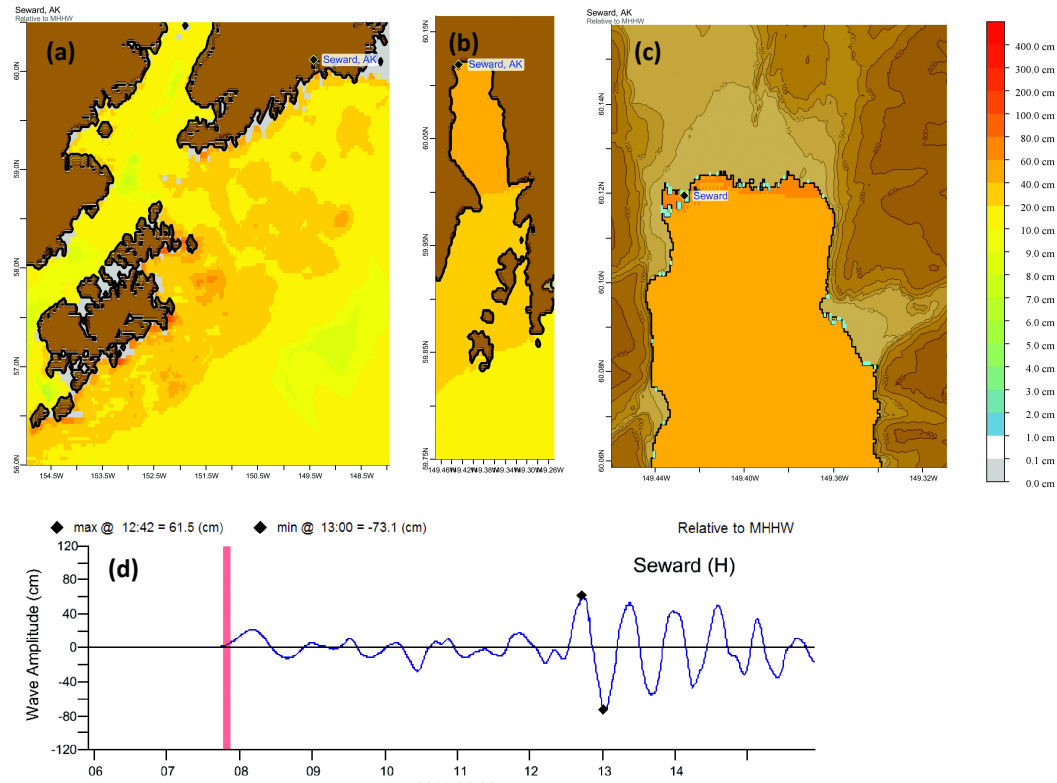 Seward, AK
Relative to MHHW
(a)
Seward, AK
60.0N
59.0N
58.0N
57.0N
56.0N
154.5W
153.5W
152.5W
151.5W
150.5W
149.5W
148.5W
(b)
Seward, AK
60.15N
60.05N
59.95N
59.85N
59.75N
149.46W
149.42W
149.38W
149.34W
149.30W
149.26W
Seward, AK
Relative to MHHW
(c)
Seward
60.14N
60.12N
60.10N
60.08N
60.06N
149.44W
149.40W
149.36W
149.32W
400.0 cm
300.0 cm
200.0 cm
100.0 cm
80.0 cm
60.0 cm
40.0 cm
20.0 cm
10.0 cm
9.0 cm
8.0 cm
7.0 cm
6.0 cm
5.0 cm
4.0 cm
3.0 cm
2.0 cm
1.0 cm
0.1 cm
0.0 cm
max @ 12:42 = 61.5 (cm)
min @ 13:00 = -73.1 (cm)
Relative to MHHW
(d)
Seward (H)
Wave Amplitude (cm)
120
80
40
0
-40
-80
-120
06
07
08
09
10
11
12
13
14